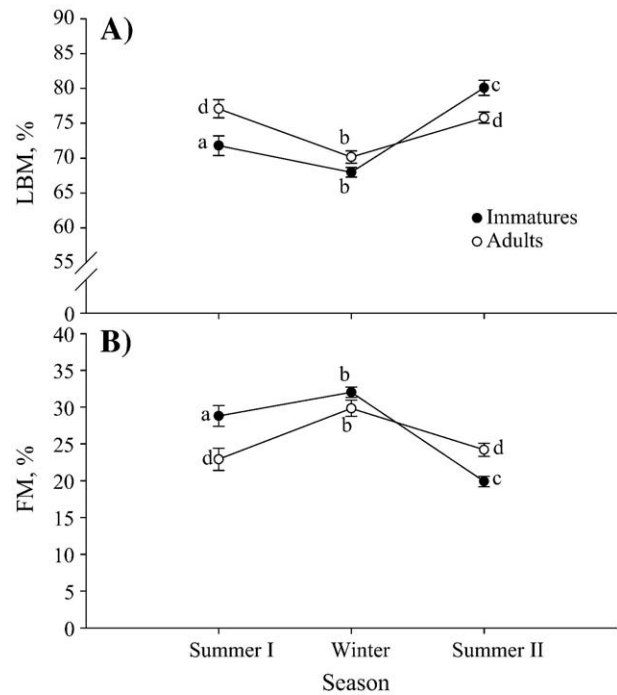 A)
90
85
80
75
70
65
60
55
0
LBM, %
d
a
b
b
c
d
Immatures
Adults
B)
40
35
30
25
20
15
10
5
0
FM, %
a
d
b
b
d
c
Summer I Winter Summer II
Season